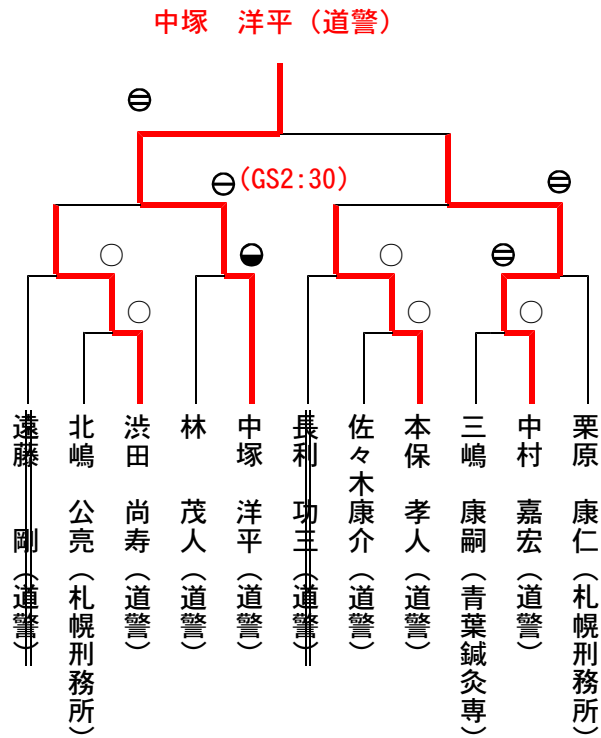 中塚　洋平（道警）
(GS2:30)
遠藤　剛（道警）
北嶋　公亮（札幌刑務所）
渋田　尚寿（道警）
林　茂人（道警）
中塚　洋平（道警）
長利　功三（道警）
佐々木康介（道警）
本保　孝人（道警）
三嶋　康嗣（青葉鍼灸専）
中村　嘉宏（道警）
栗原　康仁（札幌刑務所）